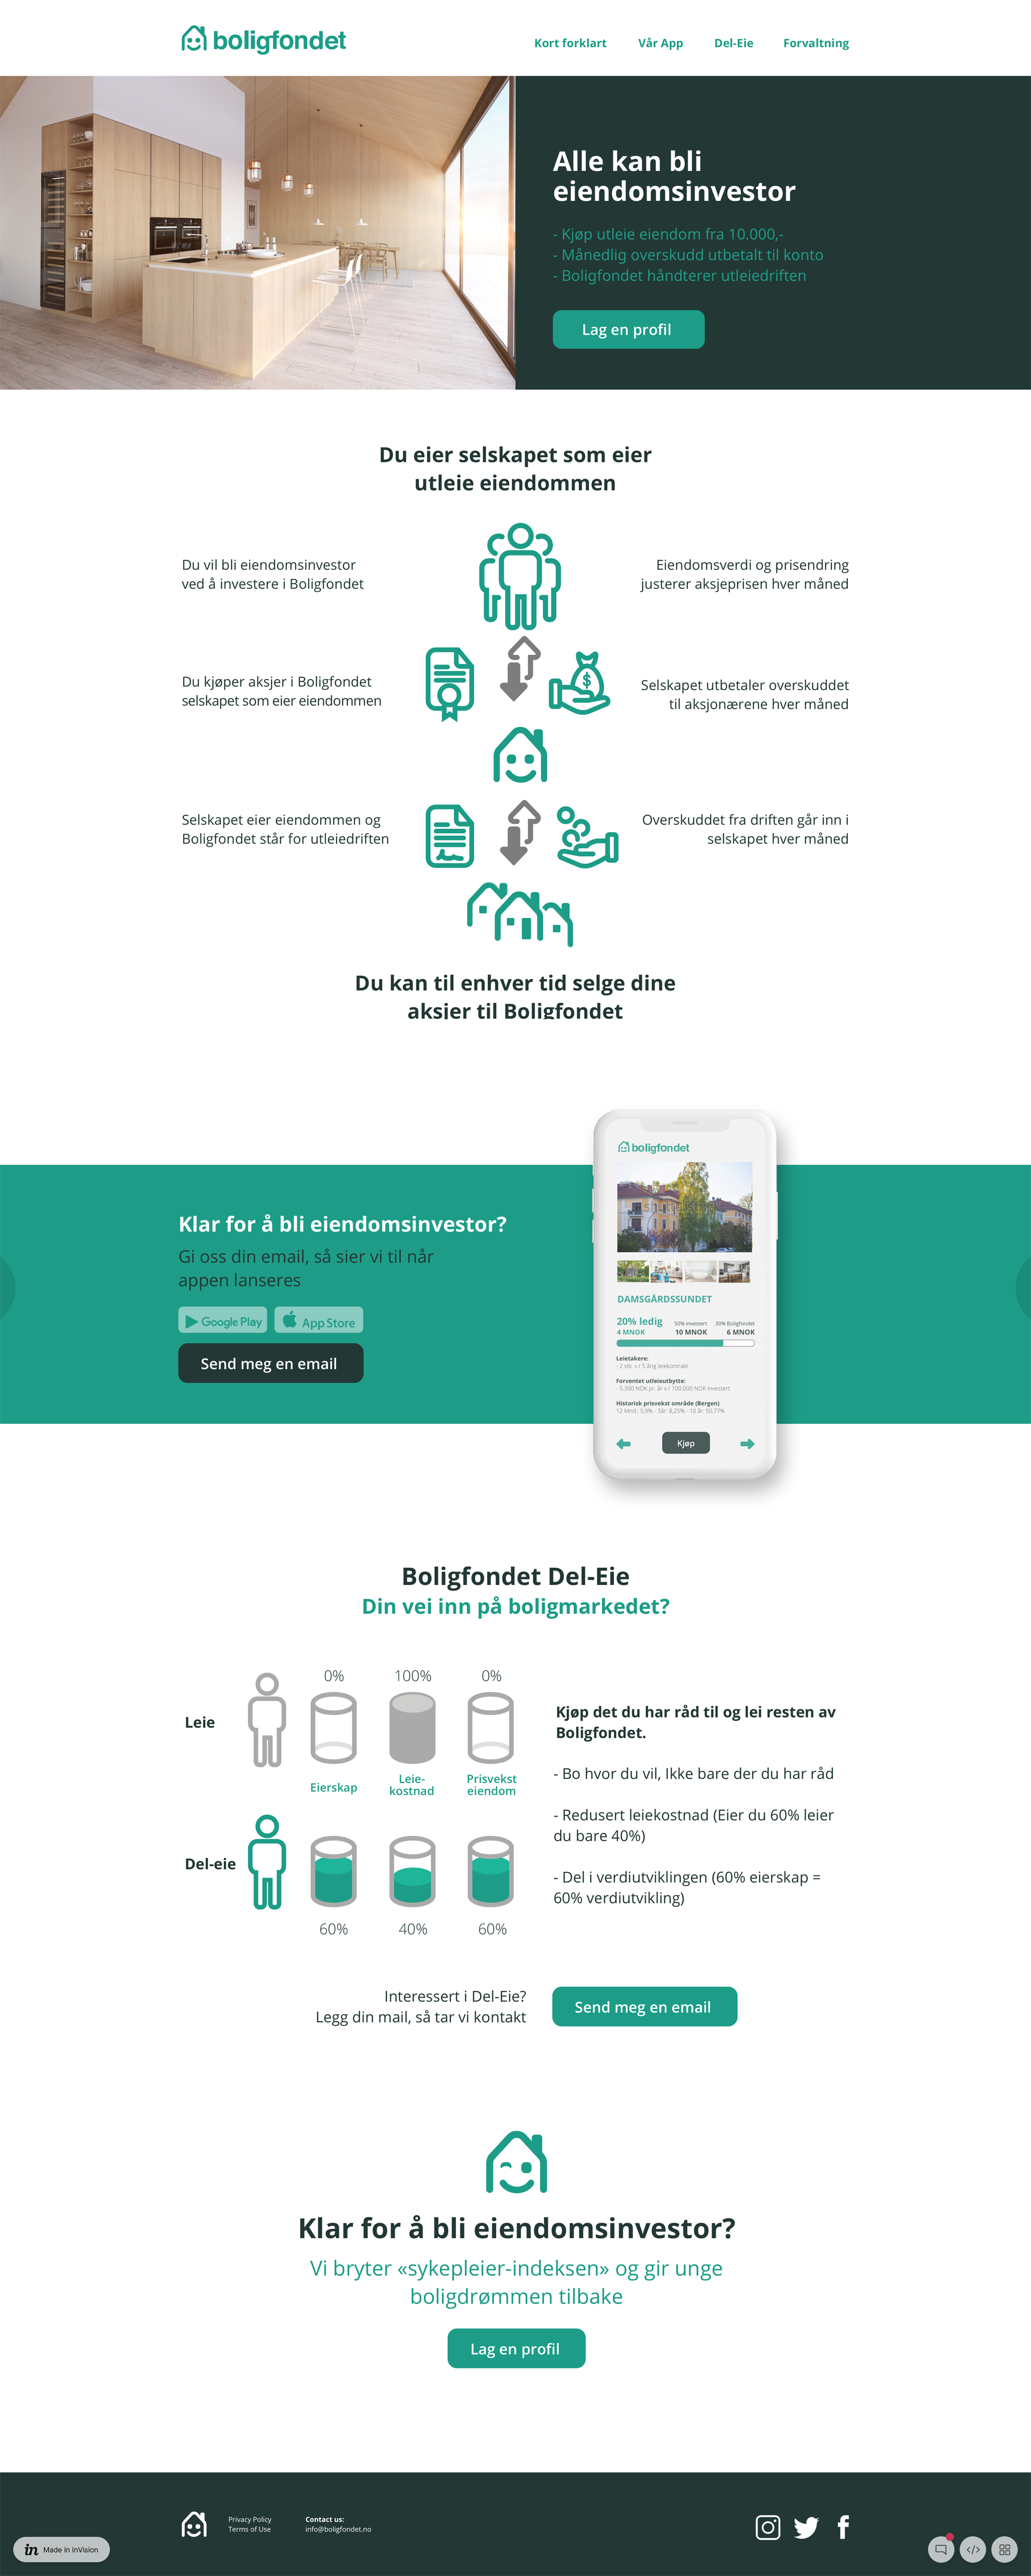 boligfondet
Kort forklart
Vår App
Del-Eie
Forvaltning
Alle kan bli
eiendomsinvestor
- Kjøp utleie eiendom fra 10.000,-
- Månedlig overskudd utbetalt til konto
- Boligfondet håndterer utleiedriften
Lag en profil
Du eier selskapet som eier
utleie eiendommen
Du vil bli eiendomsinvestor
ved å investere i Boligfondet
Eiendomsverdi og prisendring
justerer aksjeprisen hver måned
Du kjøper aksjer i Boligfondet
selskapet som eier eiendommen
$
Selskapet utbetaler overskuddet
til aksjonærene hver måned
Selskapet eier eiendommen og
Boligfondet står for utleiedriften
Overskuddet fra driften går inn i
selskapet hver måned
Du kan til enhver tid selge dine
aksjer til Boligfondet
Klar for å bli eiendomsinvestor?
Gi oss din email, så sier vi til når
appen lanseres
Google Play
App Store
Send meg en email
boligfondet
DAMSGÅRDSSUNDET
20% ledig
50% investert
30% Boligfondet
4 MNOK
10 MNOK
6 MNOK
Leietakere:
- 2 stk. v / 5 årig leiekontrakt
Forventet utleieutbytte:
- 5,300 NOK pr. år v / 100.000 NOK investert
Historisk prisvekst område (Bergen)
12 Mnd.: 5,9% - 3år: 8,25% - 10 år: 50,77%
Kjøp
Boligfondet Del-Eie
Din vei inn på boligmarkedet?
0%
100%
0%
Leie
Eierskap
Leie-
kostnad
Prisvekst
eiendom
Del-eie
60%
40%
60%
Kjøp det du har råd til og lei resten av
Boligfondet.
- Bo hvor du vil, Ikke bare der du har råd
- Redusert leiekostnad (Eier du 60% leier
du bare 40%)
- Del i verdiutviklingen (60% eierskap =
60% verdiutvikling)
Interessert i Del-Eie?
Legg din mail, så tar vi kontakt
Send meg en email
Klar for å bli eiendomsinvestor?
Vi bryter «sykepleier-indeksen» og gir unge
boligdrømmen tilbake
Lag en profil
Privacy Policy
Terms of Use
Contact us:
info@boligfondet.no
in Made in InVision